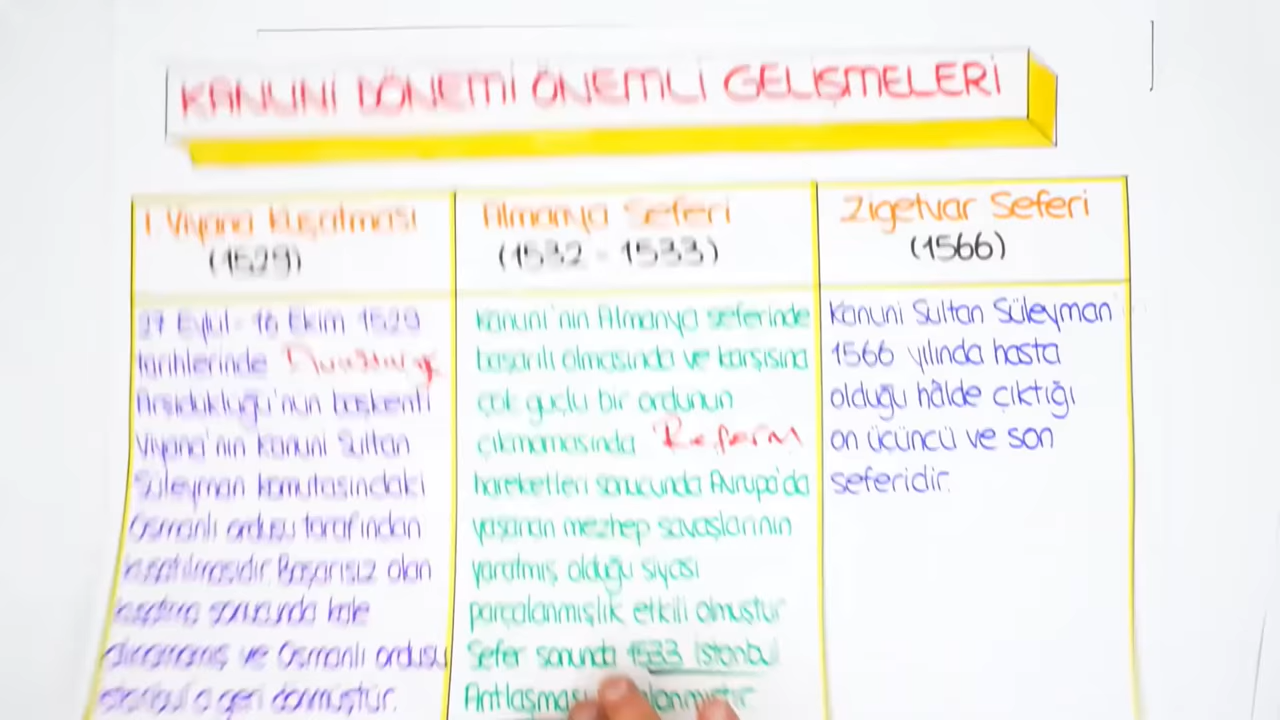 KANUNİ DÖNEMİ ÖNEMLİ GELİŞMELERİ
I Viyana Kuşatması
(1529)
27 Eylül - 16 Ekim 1529
tarihlerinde
Arşidüklüğü'nun başkenti
Viyana'nın Kanuni Sultan
Süleyman komutasındaki
Osmanlı ordusu tarafından
kuşatılmasıdır. Başarısız olan
kuşatma sonucunda kale
alınamamış ve Osmanlı ordusu
İstanbul'a geri dönmüştür.
Almanya Seferi
(1532 - 1533)
Kanuni'nin Almanya seferinde
başarılı olmasında ve karşısına
çok güçlü bir ordunun
çıkmamasında Reform
hareketleri sonucunda Avrupa'da
yaşanan mezhep savaşlarının
yaratmış olduğu siyasi
parçalanmışlık etkili olmuştur
Sefer sonunda 1533 İstanbul
Zigetvar Seferi
(1566)
Kanuni Sultan Süleyman
1566 yılında hasta
olduğu hâlde çıktığı
on üçüncü ve son
seferidir.